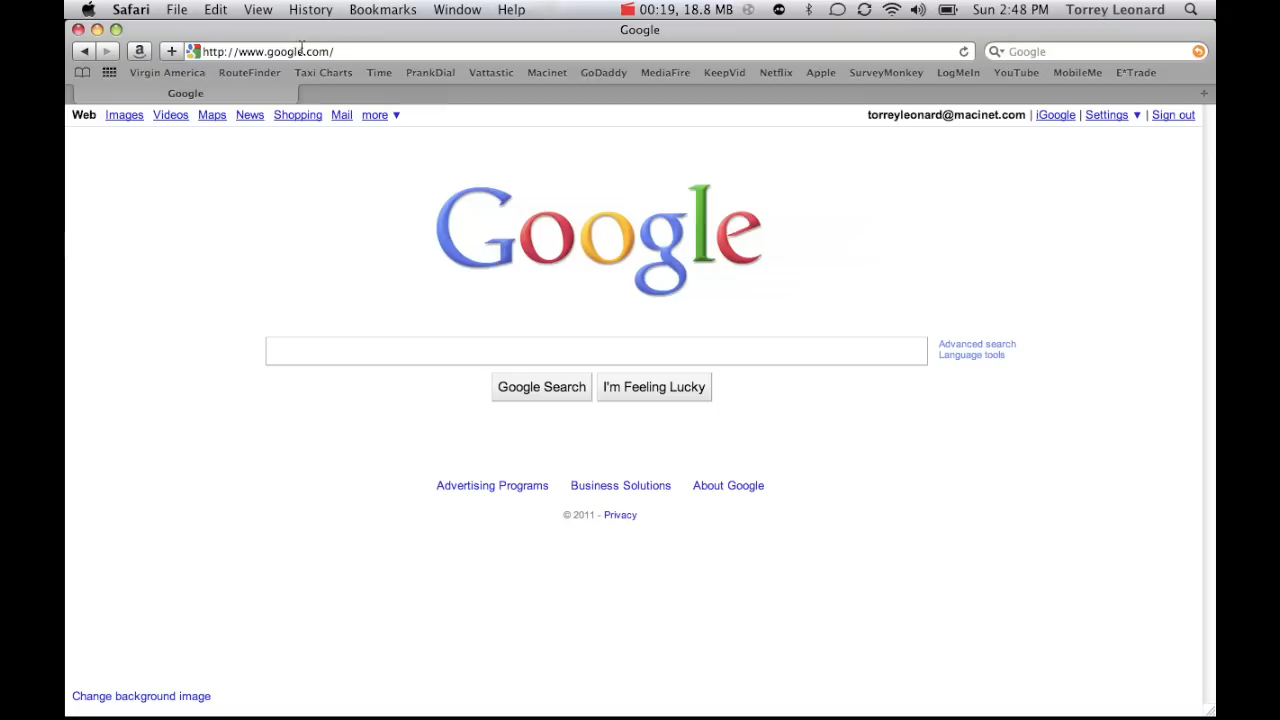 Safari File Edit View History Bookmarks Window Help 00:19, 18.8 MB Sun 2:48 PM Torrey Leonard
Google
a + http://www.google.com/ Google
Virgin America RouteFinder Taxi Charts Time PrankDial Vattastic Macinet GoDaddy MediaFire KeepVid Netflix Apple SurveyMonkey LogMeIn YouTube MobileMe E*Trade
Google +
Web Images Videos Maps News Shopping Mail more ▼ torreyleonard@macinet.com | iGoogle | Settings ▼ | Sign out
Google
Advanced search
Language tools
Google Search I'm Feeling Lucky
Advertising Programs Business Solutions About Google
© 2011 - Privacy
Change background image